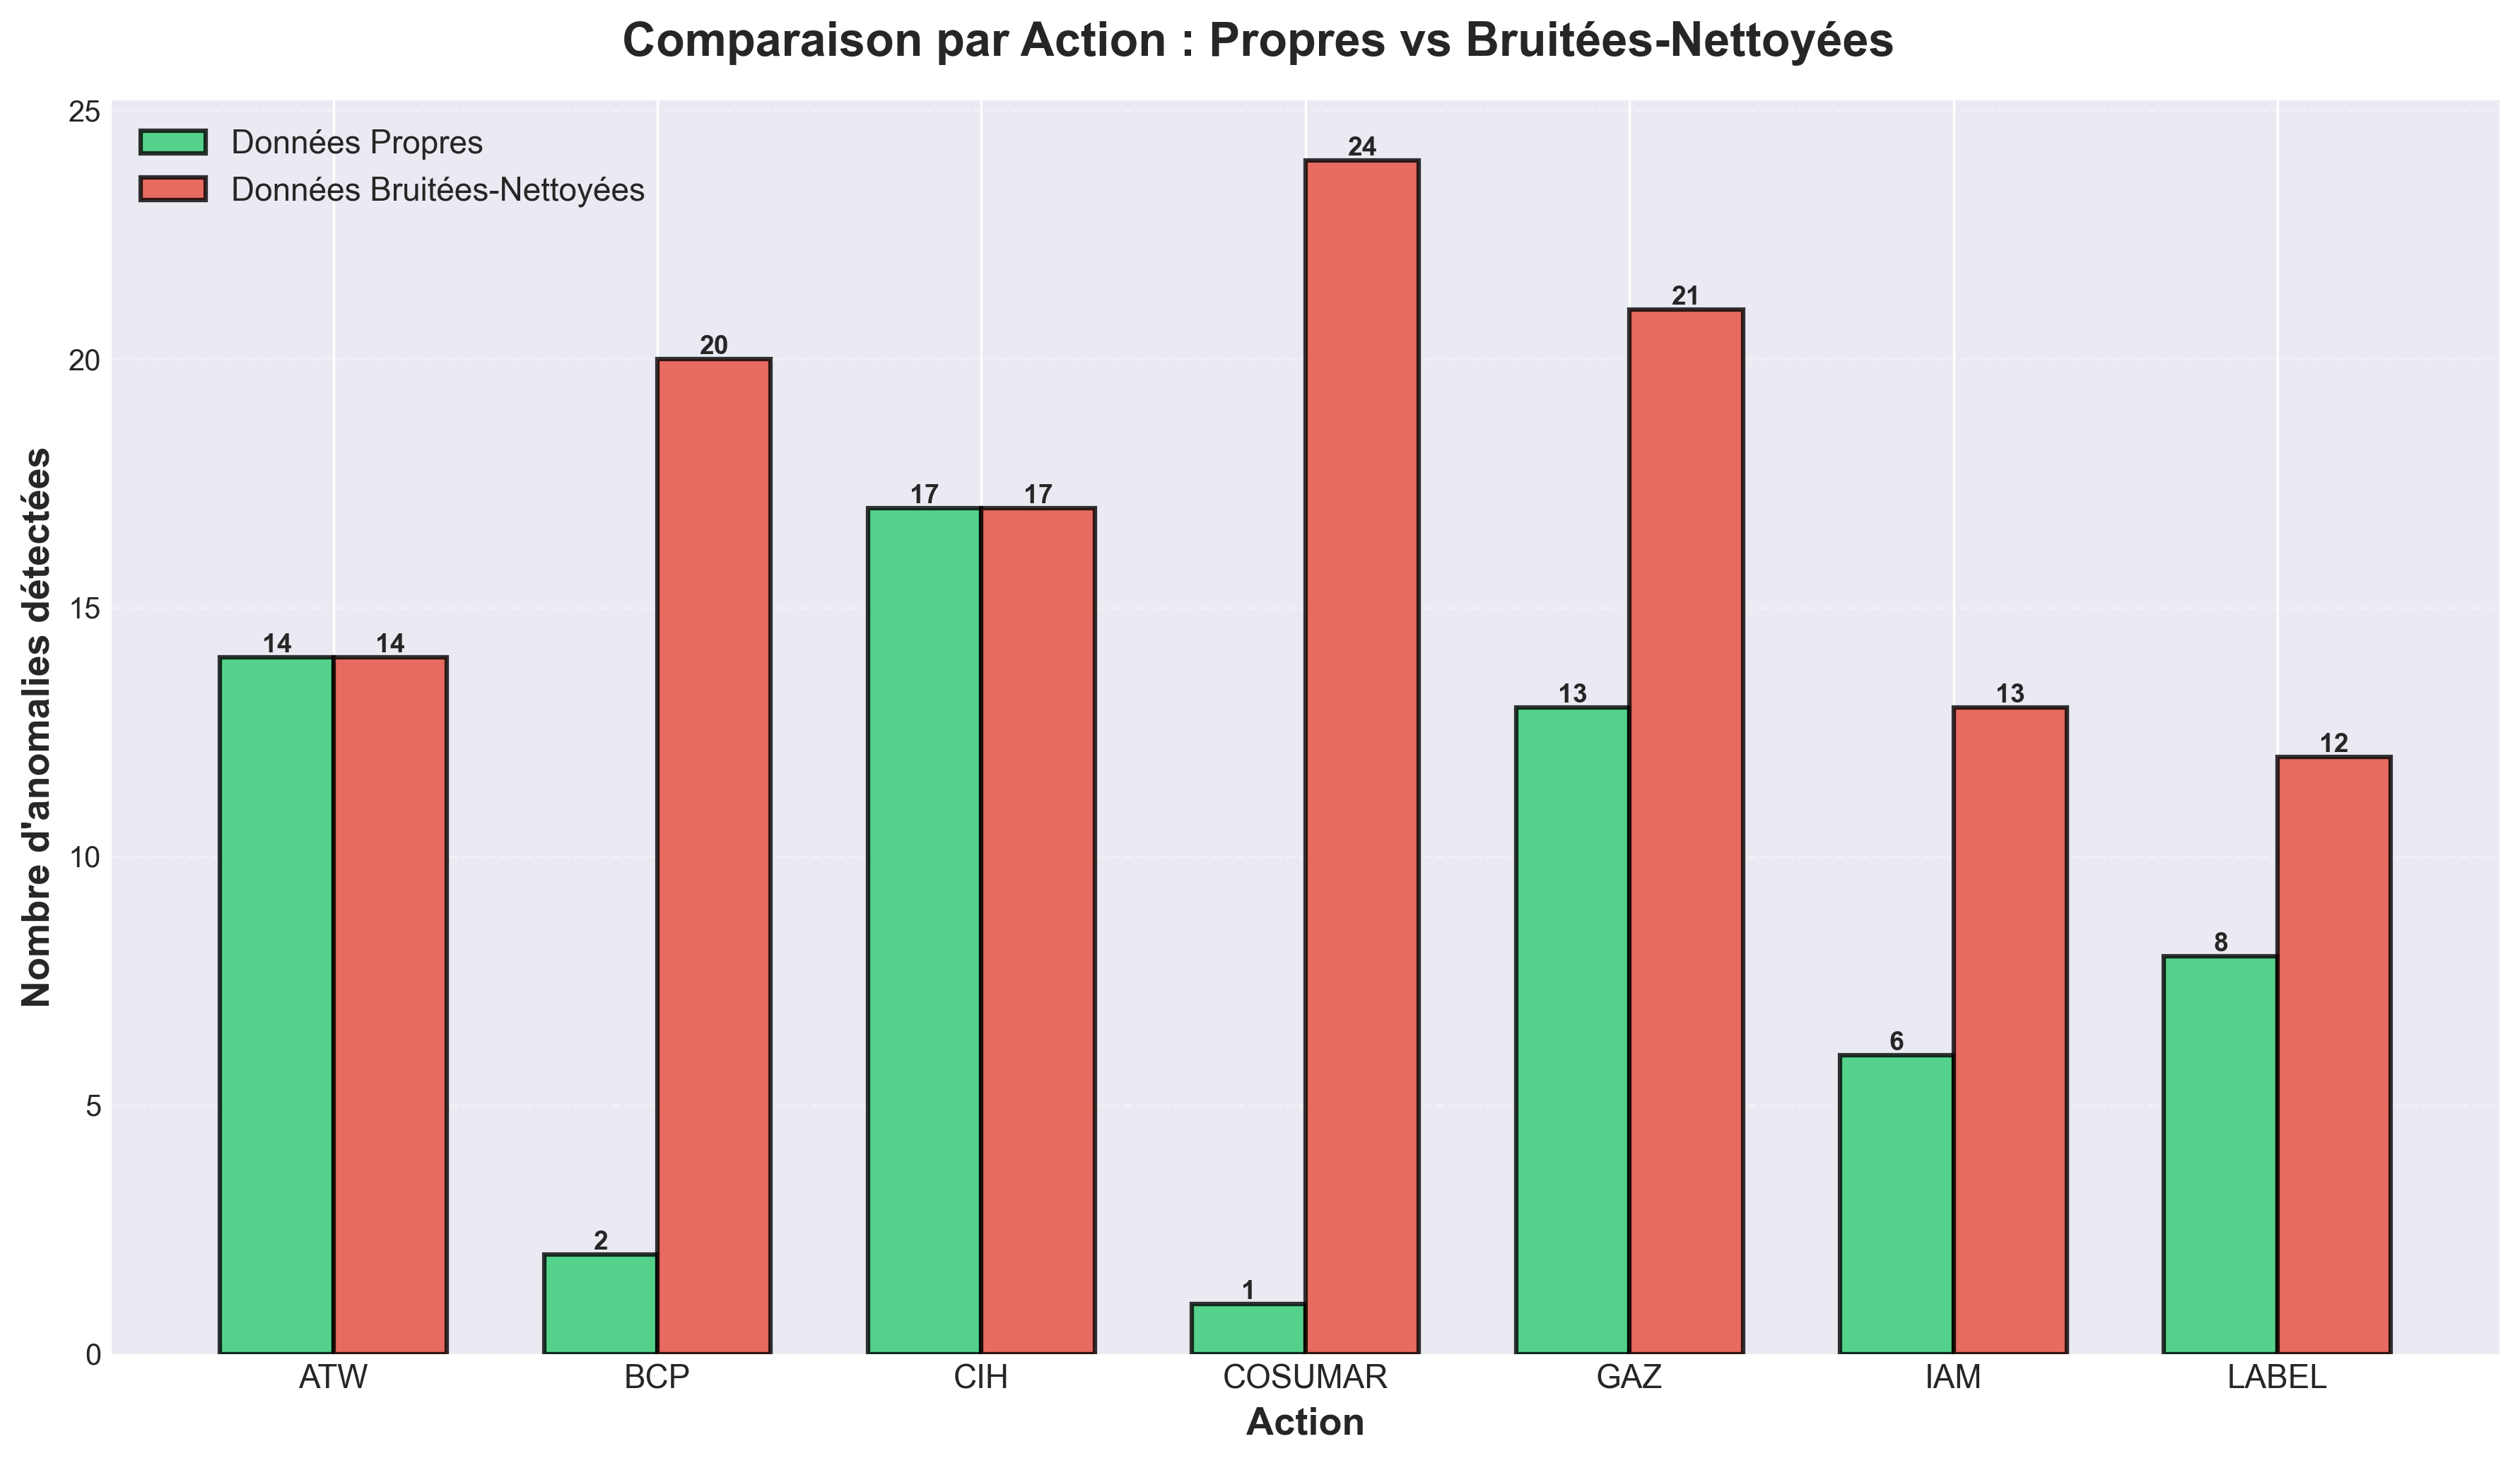 Comparaison par Action : Propres vs Bruitées-Nettoyées
Données Propres
Données Bruitées-Nettoyées
Nombre d'anomalies détectées
25
20
15
10
5
0
14
14
2
20
17
17
1
24
13
21
6
13
8
12
ATW
BCP
CIH
COSUMAR
GAZ
IAM
LABEL
Action